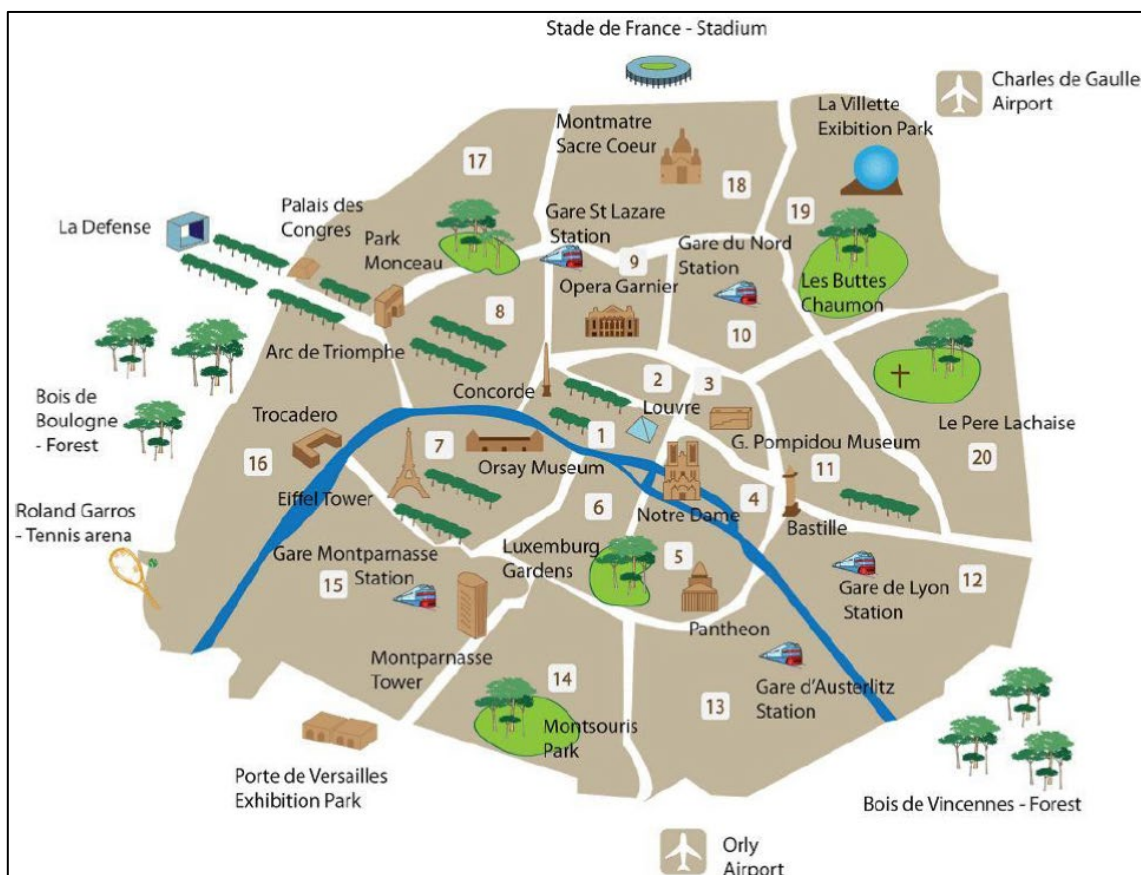 Stade de France - Stadium
Charles de Gaulle
Airport
La Villette
Exibition Park
Montmatre
Sacre Coeur
17
18
19
Palais des
Congres
La Defense
Park
Monceau
Gare St Lazare
Station
Gare du Nord
Station
9
Opera Garnier
Les Buttes
Chaumon
8
10
Arc de Triomphe
Concorde
2
3
Louvre
Bois de
Boulogne
- Forest
Trocadero
Le Pere Lachaise
1
G. Pompidou Museum
7
Orsay Museum
16
11
20
Eiffel Tower
6
4
Notre Dame
Bastille
Roland Garros
- Tennis arena
Gare Montparnasse
Station
Luxemburg
Gardens
5
15
Gare de Lyon
Station
12
Pantheon
Montparnasse
Tower
14
13
Gare d'Austerlitz
Station
Montsouris
Park
Porte de Versailles
Exhibition Park
Bois de Vincennes - Forest
Orly
Airport